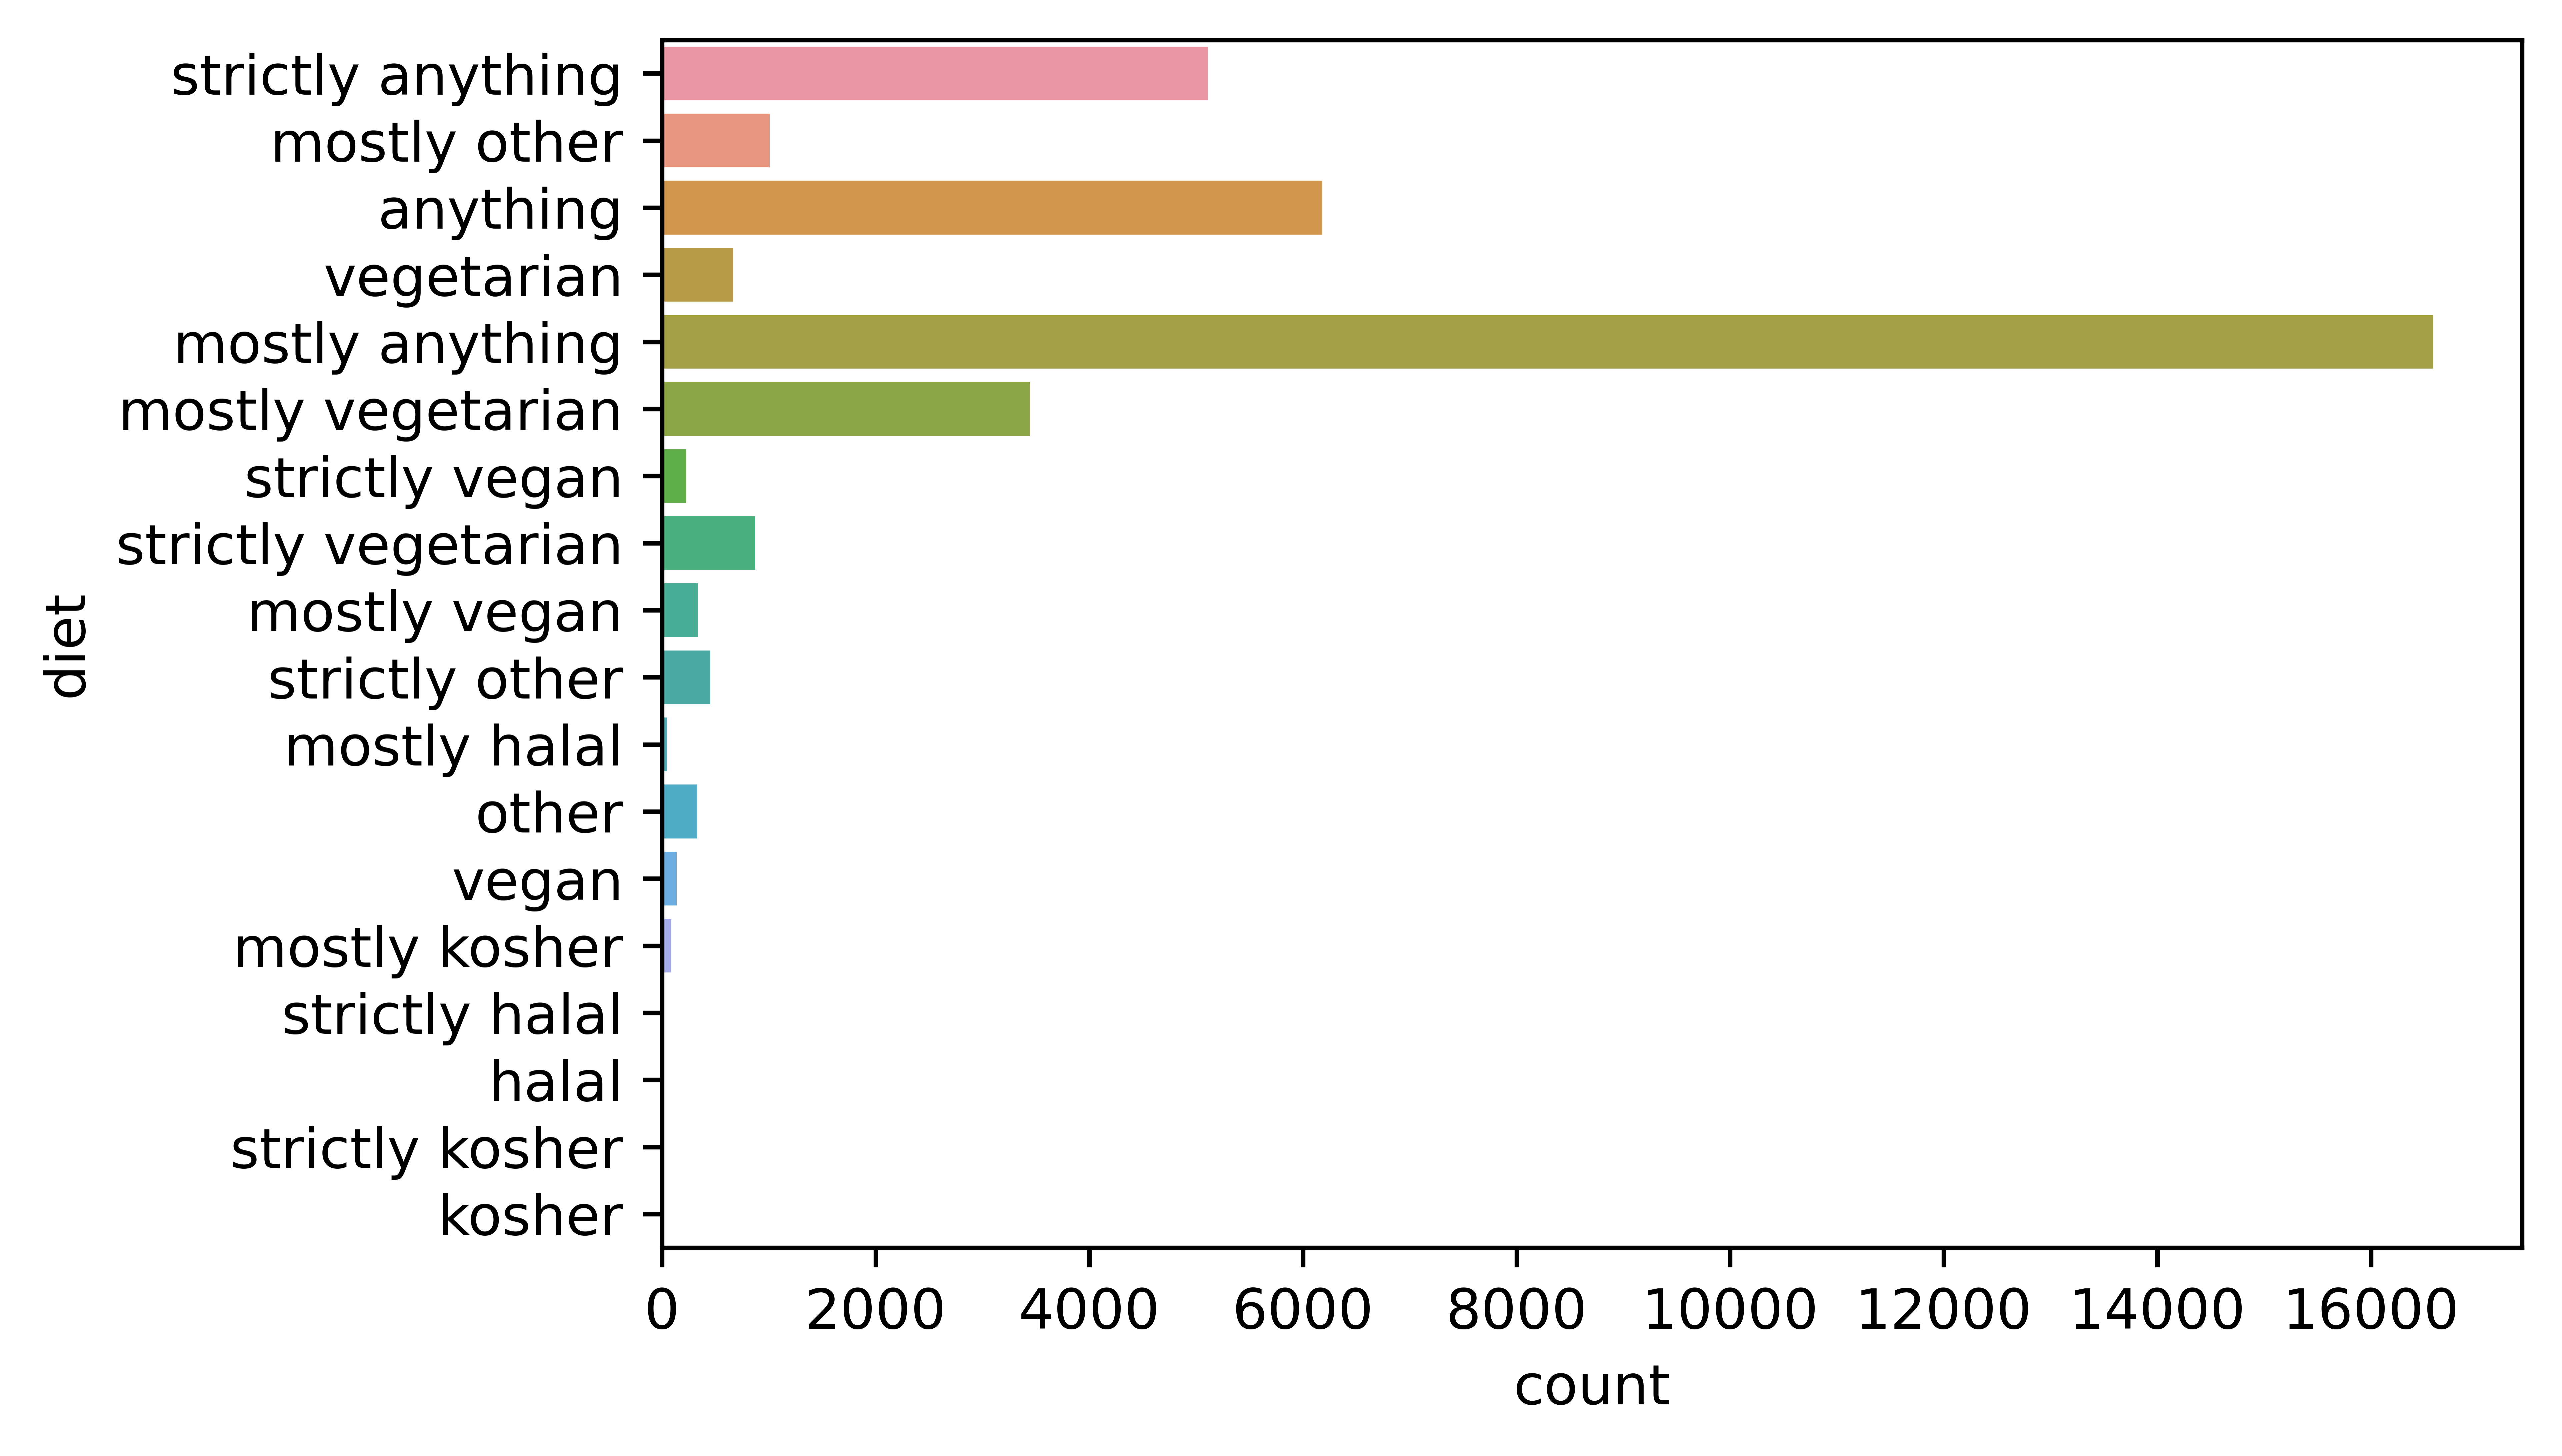 strictly anything
mostly other
anything
vegetarian
mostly anything
mostly vegetarian
strictly vegan
strictly vegetarian
mostly vegan
strictly other
mostly halal
other
vegan
mostly kosher
strictly halal
halal
strictly kosher
kosher
diet
0 2000 4000 6000 8000 10000 12000 14000 16000
count